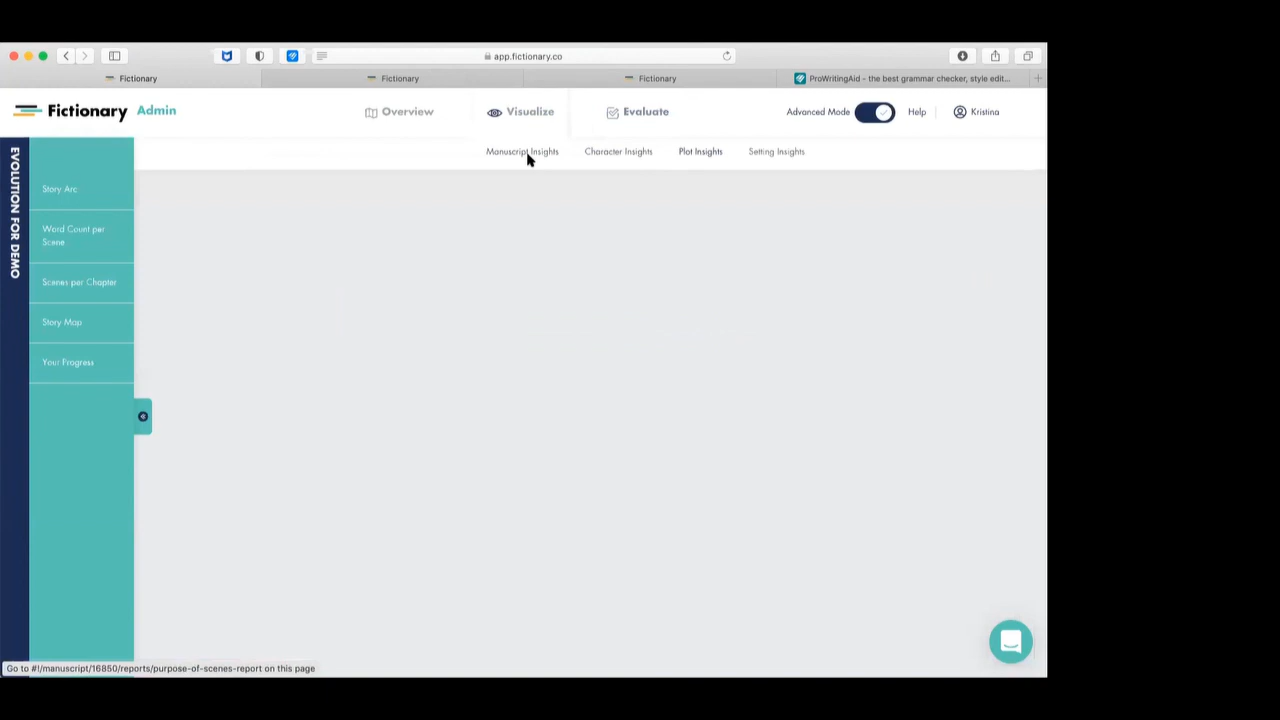 app.fictionary.co
Fictionary
Fictionary
Fictionary
ProWritingAid - the best grammar checker, style edit...
Fictionary Admin
Overview
Visualize
Evaluate
Advanced Mode
Help
Kristina
Manuscript Insights
Character Insights
Plot Insights
Setting Insights
EVOLUTION FOR DEMO
Story Arc
Word Count per
Scene
Scenes per Chapter
Story Map
Your Progress
Go to #!/manuscript/16850/reports/purpose-of-scenes-report on this page